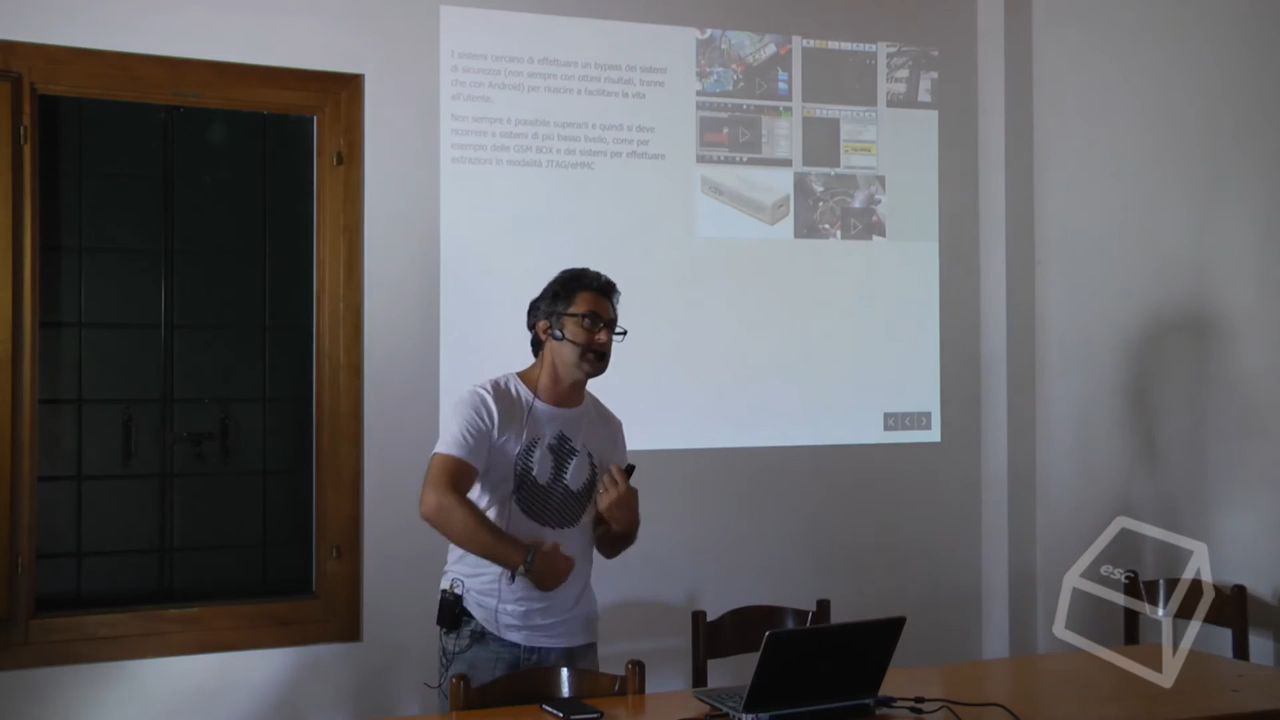 I sistemi cercano di effettuare un bypass dei sistemi
di sicurezza (non sempre con ottimi risultati, tranne
che con Android) per riuscire a facilitare la vita
all'utente.
Non sempre è possibile superarli e quindi si deve
ricorrere a sistemi di più basso livello, come per
esempio delle GSM BOX e dei sistemi per effettuare
estrazioni in modalità JTAG/eMMC
esc